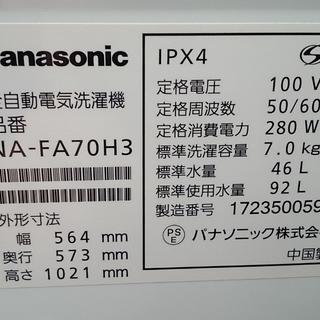 Panasonic
全自動電気洗濯機
品番
NA-FA70H3
外形寸法
幅 564 mm
奥行 573 mm
高さ 1021 mm
IPX4
定格電圧 100 V
定格周波数 50/60
定格消費電力 280 W
標準洗濯容量 7.0 kg
標準水量 46 L
標準使用水量 92 L
製造番号 172350059
PS
E
パナソニック株式会
中国製